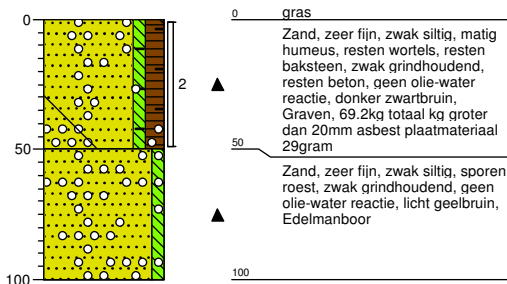 0
50
100
2
0
gras
Zand, zeer fijn, zwak siltig, matig
humeus, resten wortels, resten
baksteen, zwak grindhoudend,
resten beton, geen olie-water
reactie, donker zwartbruin,
Graven, 69.2kg totaal kg groter
dan 20mm asbest plaatmateriaal
29gram
50
Zand, zeer fijn, zwak siltig, sporen
roest, zwak grindhoudend, geen
olie-water reactie, licht geelbruin,
Edelmanboor
100